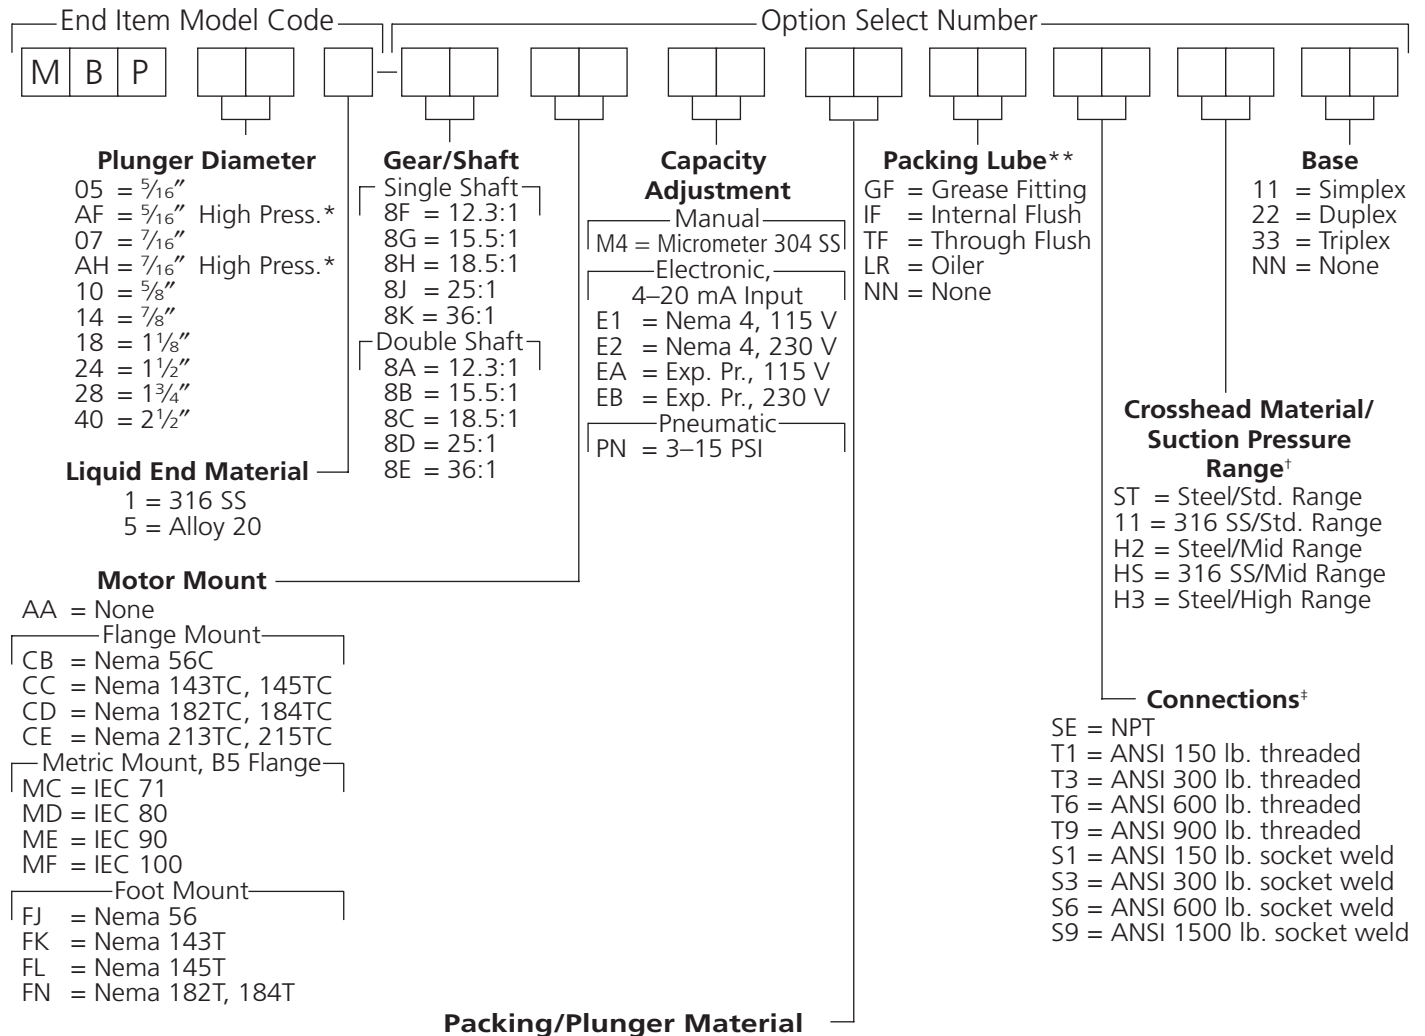 End Item Model Code
Option Select Number
M B P
Plunger Diameter
05 = 5/16″
AF = 5/16″ High Press.*
07 = 7/16″
AH = 7/16″ High Press.*
10 = 5/8″
14 = 7/8″
18 = 1 1/8″
24 = 1 1/2″
28 = 1 3/4″
40 = 2 1/2″
Liquid End Material
1 = 316 SS
5 = Alloy 20
Gear/Shaft
Single Shaft
8F = 12.3:1
8G = 15.5:1
8H = 18.5:1
8J = 25:1
8K = 36:1
Double Shaft
8A = 12.3:1
8B = 15.5:1
8C = 18.5:1
8D = 25:1
8E = 36:1
Motor Mount
AA = None
Flange Mount
CB = Nema 56C
CC = Nema 143TC, 145TC
CD = Nema 182TC, 184TC
CE = Nema 213TC, 215TC
Metric Mount, B5 Flange
MC = IEC 71
MD = IEC 80
ME = IEC 90
MF = IEC 100
Foot Mount
FJ = Nema 56
FK = Nema 143T
FL = Nema 145T
FN = Nema 182T, 184T
Capacity
Adjustment
Manual
M4 = Micrometer 304 SS
Electronic,
4–20 mA Input
E1 = Nema 4, 115 V
E2 = Nema 4, 230 V
EA = Exp. Pr., 115 V
EB = Exp. Pr., 230 V
Pneumatic
PN = 3–15 PSI
Packing/Plunger Material
Packing Lube**
GF = Grease Fitting
IF = Internal Flush
TF = Through Flush
LR = Oiler
NN = None
Connections‡
SE = NPT
T1 = ANSI 150 lb. threaded
T3 = ANSI 300 lb. threaded
T6 = ANSI 600 lb. threaded
T9 = ANSI 900 lb. threaded
S1 = ANSI 150 lb. socket weld
S3 = ANSI 300 lb. socket weld
S6 = ANSI 600 lb. socket weld
S9 = ANSI 1500 lb. socket weld
Crosshead Material/
Suction Pressure
Range†
ST = Steel/Std. Range
11 = 316 SS/Std. Range
H2 = Steel/Mid Range
HS = 316 SS/Mid Range
H3 = Steel/High Range
Base
11 = Simplex
22 = Duplex
33 = Triplex
NN = None